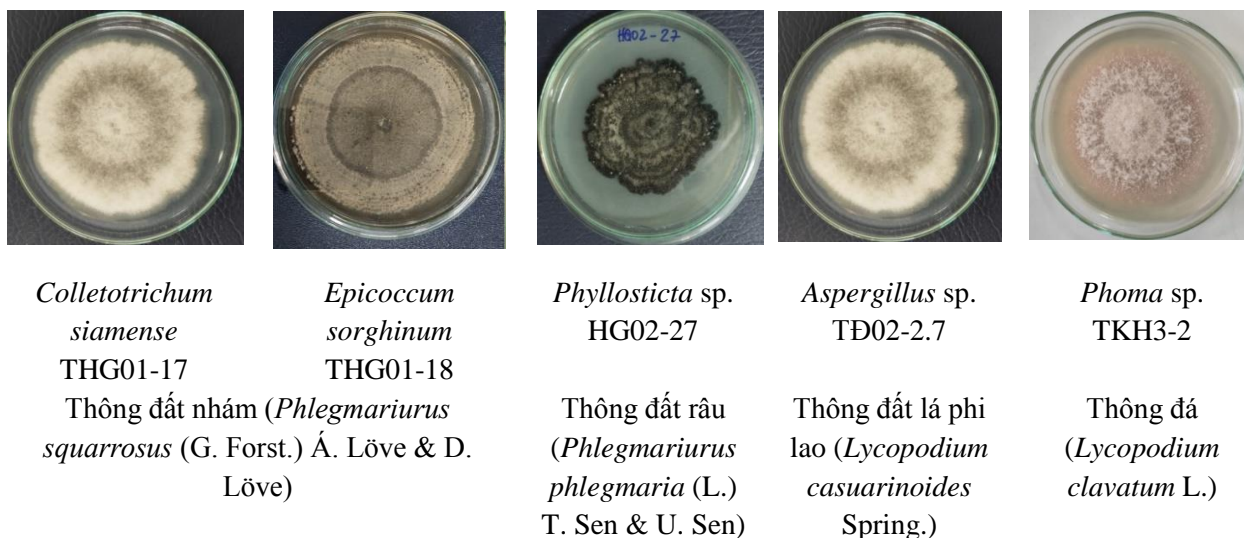 HG02-27
Colletotrichum
siamense
THG01-17
Epicoccum
sorghinum
THG01-18
Phyllosticta sp.
HG02-27
Aspergillus sp.
TĐ02-2.7
Phoma sp.
TKH3-2
Thông đất nhám (Phlegmariurus
squarrosus (G. Forst.) Á. Löve & D.
Löve)
Thông đất râu
(Phlegmariurus
phlegmaria (L.)
T. Sen & U. Sen)
Thông đất lá phi
lao (Lycopodium
casuarinoides
Spring.)
Thông đá
(Lycopodium
clavatum L.)